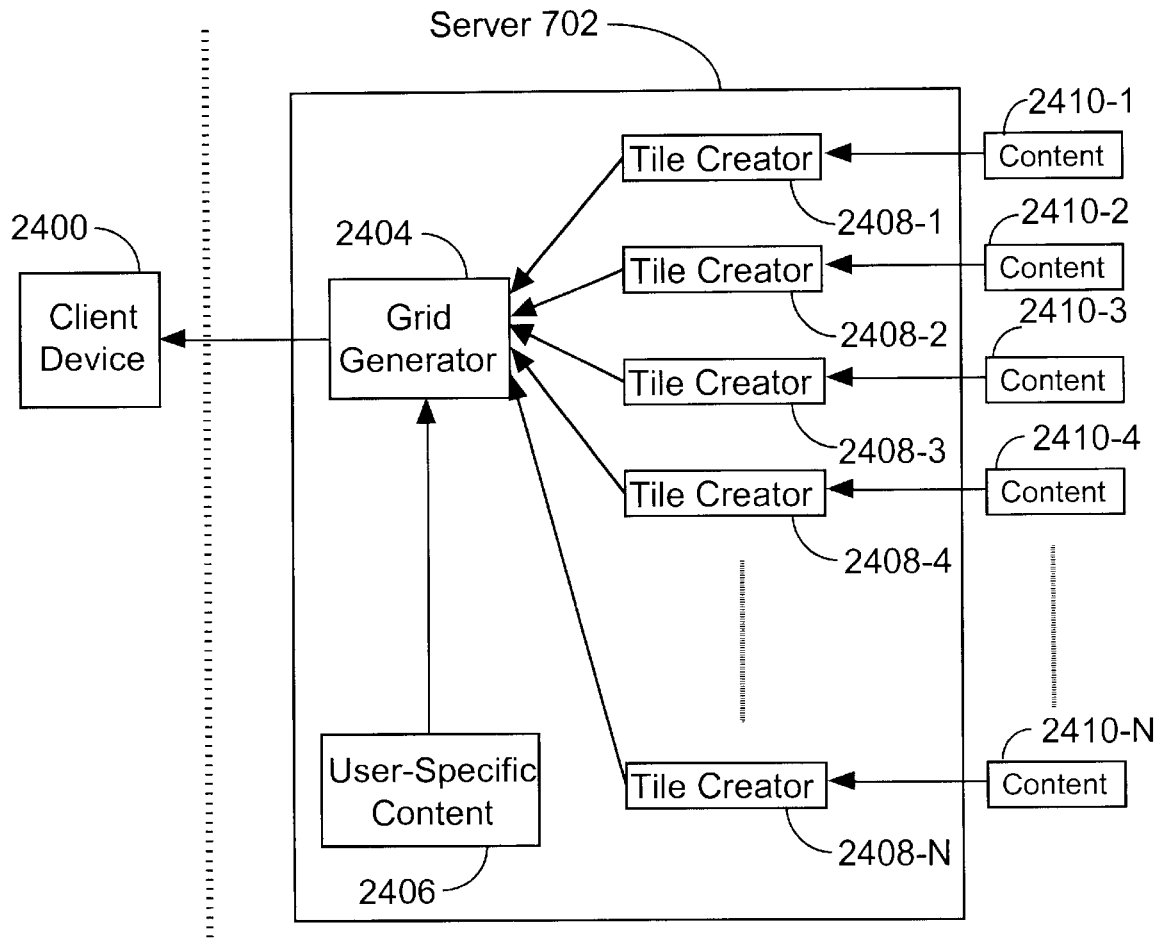 Server 702
2410-1
Tile Creator
Content
2408-1
2410-2
2400
2404
Tile Creator
Content
Client
Device
Grid
Generator
2408-2
2410-3
Tile Creator
Content
2408-3
2410-4
Tile Creator
Content
2408-4
2410-N
User-Specific
Content
Tile Creator
Content
2408-N
2406